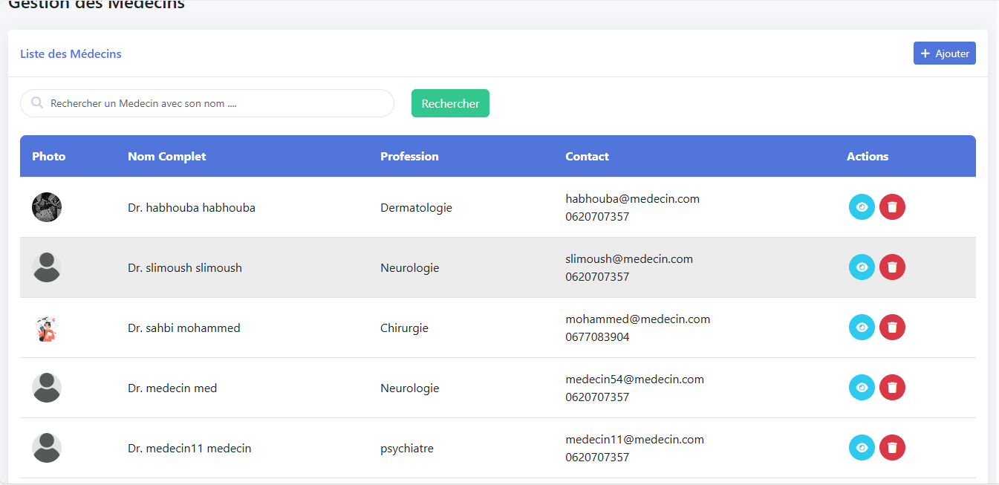 Gestion des Médecins
Liste des Médecins
Ajouter
Rechercher un Medecin avec son nom ....
Rechercher
Photo Nom Complet Profession Contact Actions
Dr. habhouba habhouba Dermatologie habhouba@medecin.com
0620707357
Dr. slimoush slimoush Neurologie slimoush@medecin.com
0620707357
Dr. sahbi mohammed Chirurgie mohammed@medecin.com
0677083904
Dr. medecin med Neurologie medecin54@medecin.com
0620707357
Dr. medecin11 medecin psychiatre medecin11@medecin.com
0620707357